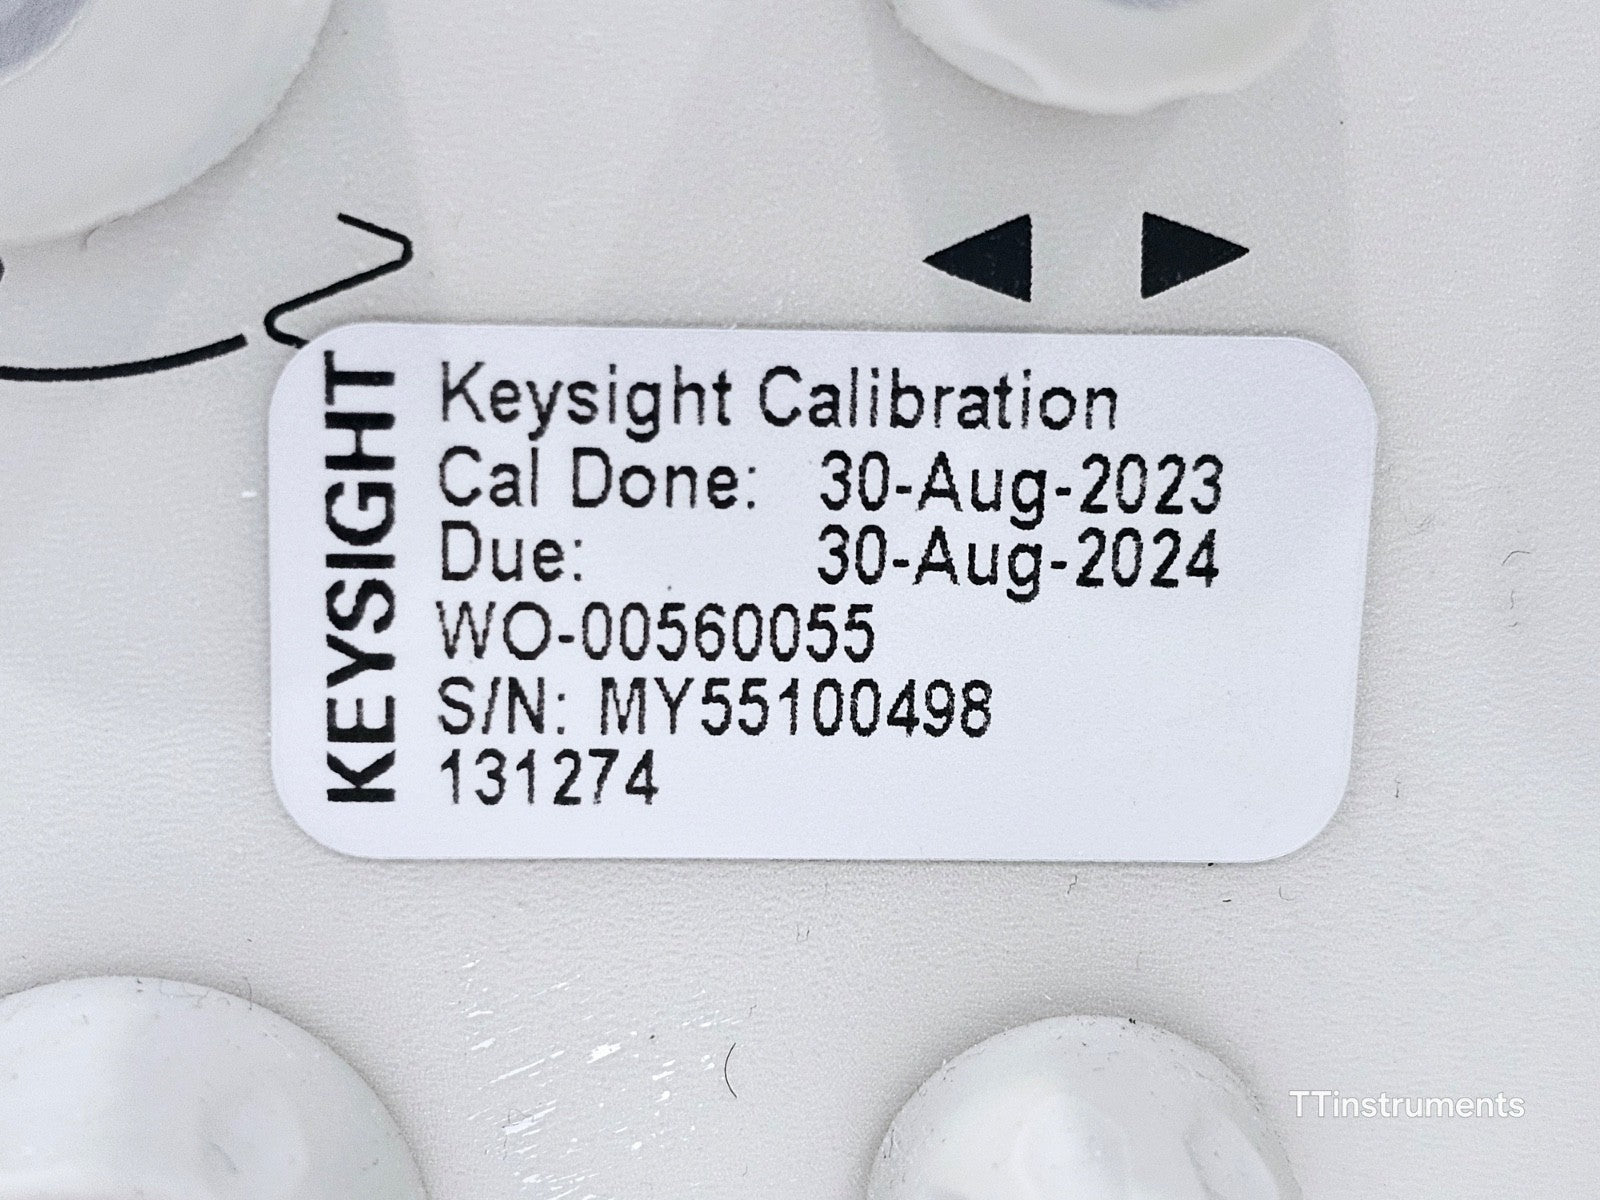 KEYSIGHT
Keysight Calibration
Cal Done: 30-Aug-2023
Due: 30-Aug-2024
WO-00560055
S/N: MY55100498
131274
TTinstruments